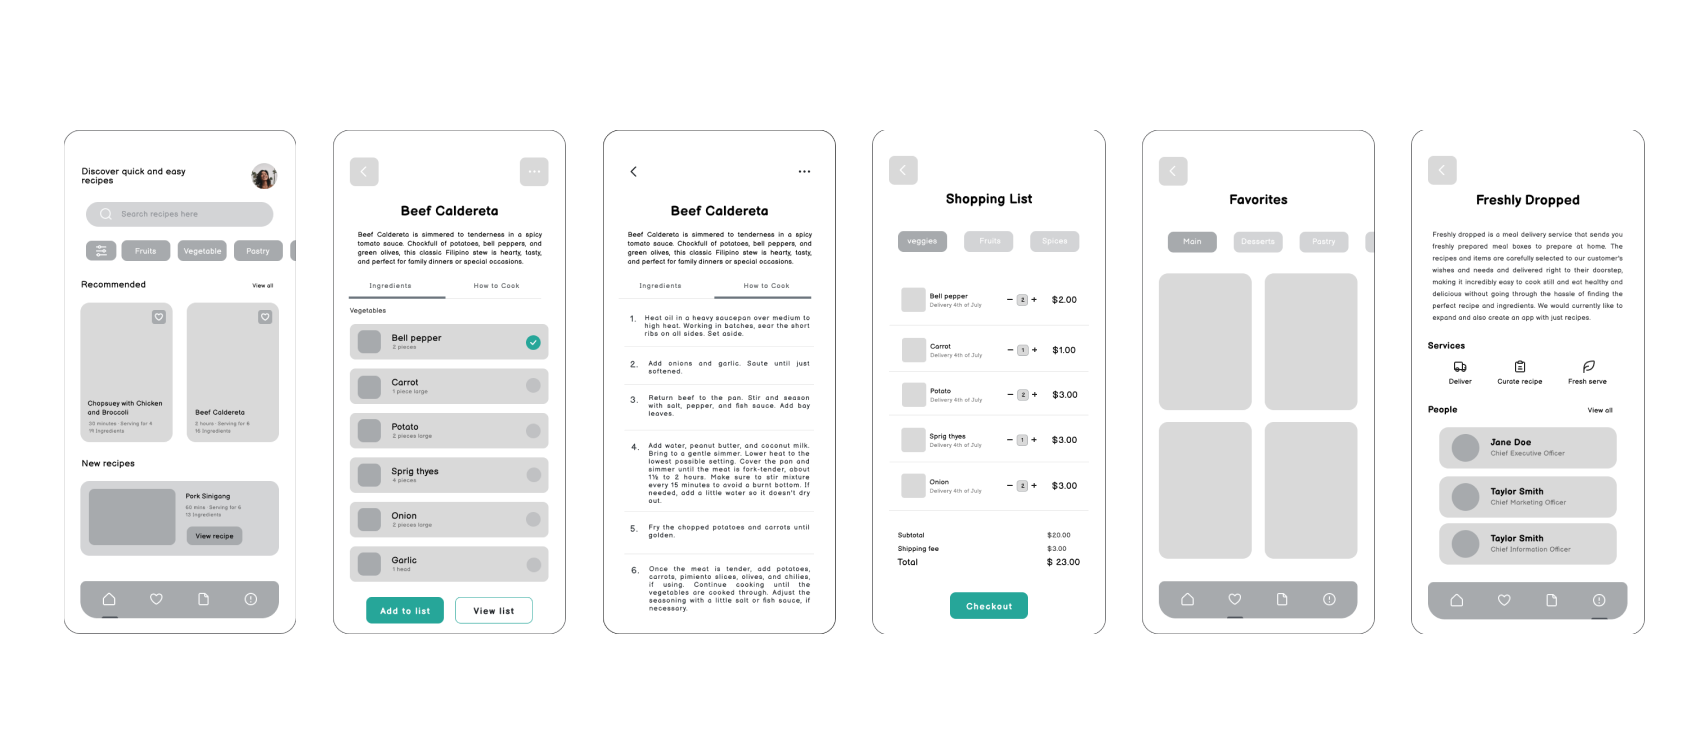 Discover quick and easy
recipes
Search recipes here
Fruits
Vegetable
Pastry
Recommended
View all
Chopsuey with Chicken
and Broccoli
30 minutes · Serving for 4
19 Ingredients
Beef Caldereta
2 hours · Serving for 6
16 Ingredients
New recipes
Pork Sinigang
60 mins · Serving for 6
13 Ingredients
View recipe
Beef Caldereta
Beef Caldereta is simmered to tenderness in a spicy
tomato sauce. Chockfull of potatoes, bell peppers, and
green olives, this classic Filipino stew is hearty, tasty,
and perfect for family dinners or special occasions.
Ingredients
How to Cook
Vegetables
Bell pepper
2 pieces
Carrot
1 piece large
Potato
2 pieces large
Sprig thyes
4 pieces
Onion
2 pieces large
Garlic
1 head
Add to list
View list
Beef Caldereta
Beef Caldereta is simmered to tenderness in a spicy
tomato sauce. Chockfull of potatoes, bell peppers, and
green olives, this classic Filipino stew is hearty, tasty,
and perfect for family dinners or special occasions.
Ingredients
How to Cook
1. Heat oil in a heavy saucepan over medium to
high heat. Working in batches, sear the short
ribs on all sides. Set aside.
2. Add onions and garlic. Saute until just
softened.
3. Return beef to the pan. Stir and season
with salt, pepper, and fish sauce. Add bay
leaves.
4. Add water, peanut butter, and coconut milk.
Bring to a gentle simmer. Lower heat to the
lowest possible setting. Cover the pan and
simmer until the meat is fork-tender, about
1½ to 2 hours. Make sure to stir mixture
every 15 minutes to avoid a burnt bottom. If
needed, add a little water so it doesn't dry
out.
5. Fry the chopped potatoes and carrots until
golden.
6. Once the meat is tender, add potatoes,
carrots, pimiento slices, olives, and chilies,
if using. Continue cooking until the
vegetables are cooked through. Adjust the
seasoning with a little salt or fish sauce, if
necessary.
Shopping List
veggies
Fruits
Spices
Bell pepper
Delivery 4th of July
− 2 + $2.00
Carrot
Delivery 4th of July
− 1 + $1.00
Potato
Delivery 4th of July
− 2 + $3.00
Sprig thyes
Delivery 4th of July
− 1 + $3.00
Onion
Delivery 4th of July
− 2 + $3.00
Subtotal $20.00
Shipping fee $3.00
Total $ 23.00
Checkout
Favorites
Main
Desserts
Pastry
Freshly Dropped
Freshly dropped is a meal delivery service that sends you
freshly prepared meal boxes to prepare at home. The
recipes and items are carefully selected to our customer's
wishes and needs and delivered right to their doorstep,
making it incredibly easy to cook still and eat healthy and
delicious without going through the hassle of finding the
perfect recipe and ingredients. We would currently like to
expand and also create an app with just recipes.
Services
Deliver
Curate recipe
Fresh serve
People
View all
Jane Doe
Chief Executive Officer
Taylor Smith
Chief Marketing Officer
Taylor Smith
Chief Information Officer